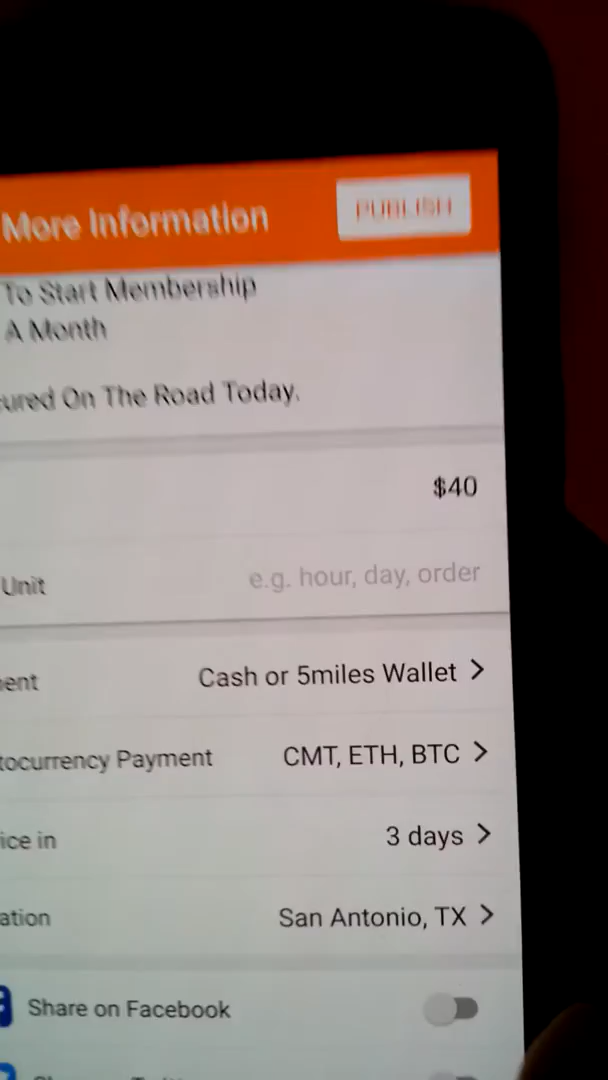 More Information
PUBLISH
To Start Membership
A Month
cured On The Road Today.
$40
Unit
e.g. hour, day, order
ent
Cash or 5miles Wallet
tocurrency Payment
CMT, ETH, BTC
ice in
3 days
ation
San Antonio, TX
Share on Facebook